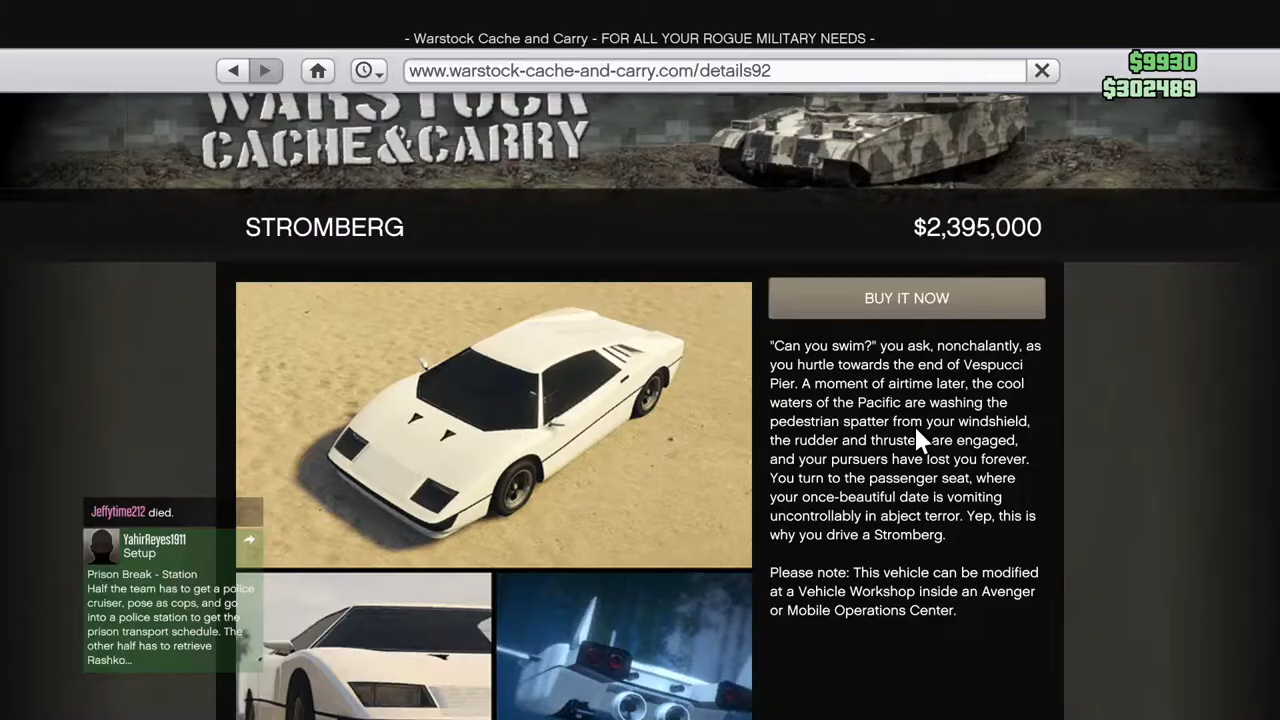 - Warstock Cache and Carry - FOR ALL YOUR ROGUE MILITARY NEEDS -
www.warstock-cache-and-carry.com/details92
$9930
$302489
WARSTOCK
CACHE&CARRY
STROMBERG
$2,395,000
BUY IT NOW
"Can you swim?" you ask, nonchalantly, as
you hurtle towards the end of Vespucci
Pier. A moment of airtime later, the cool
waters of the Pacific are washing the
pedestrian spatter from your windshield,
the rudder and thrusters are engaged,
and your pursuers have lost you forever.
You turn to the passenger seat, where
your once-beautiful date is vomiting
uncontrollably in abject terror. Yep, this is
why you drive a Stromberg.
Please note: This vehicle can be modified
at a Vehicle Workshop inside an Avenger
or Mobile Operations Center.
Jeffytime212 died.
YahirReyes1911
Setup
Prison Break - Station
Half the team has to get a police
cruiser, pose as cops, and go
into a police station to get the
prison transport schedule. The
other half has to retrieve
Rashko...